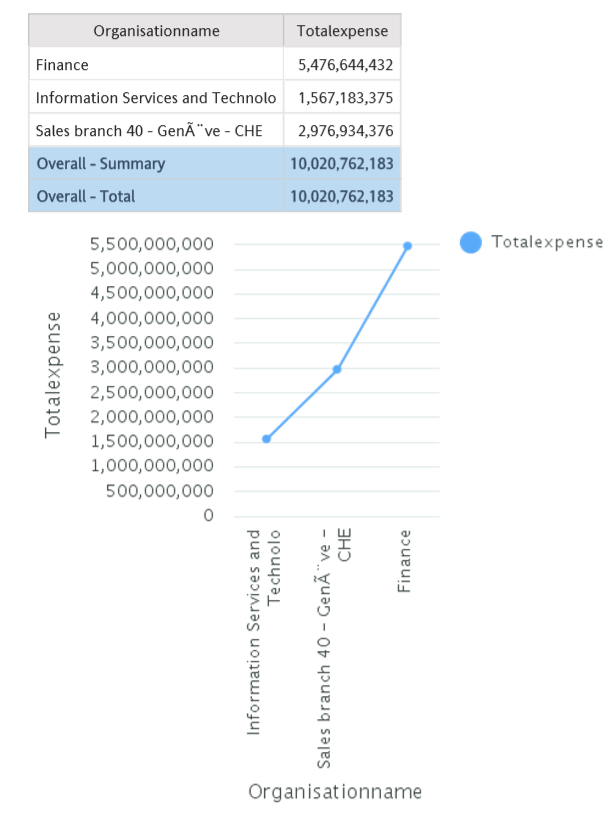 Organisationname Totalexpense
Finance 5,476,644,432
Information Services and Technolo 1,567,183,375
Sales branch 40 - GenÃ¨ve - CHE 2,976,934,376
Overall - Summary 10,020,762,183
Overall - Total 10,020,762,183
Totalexpense
5,500,000,000
5,000,000,000
4,500,000,000
4,000,000,000
3,500,000,000
3,000,000,000
2,500,000,000
2,000,000,000
1,500,000,000
1,000,000,000
500,000,000
0
Totalexpense
Information Services and
Technolo
Sales branch 40 - GenÃ¨ve -
CHE
Finance
Organisationname